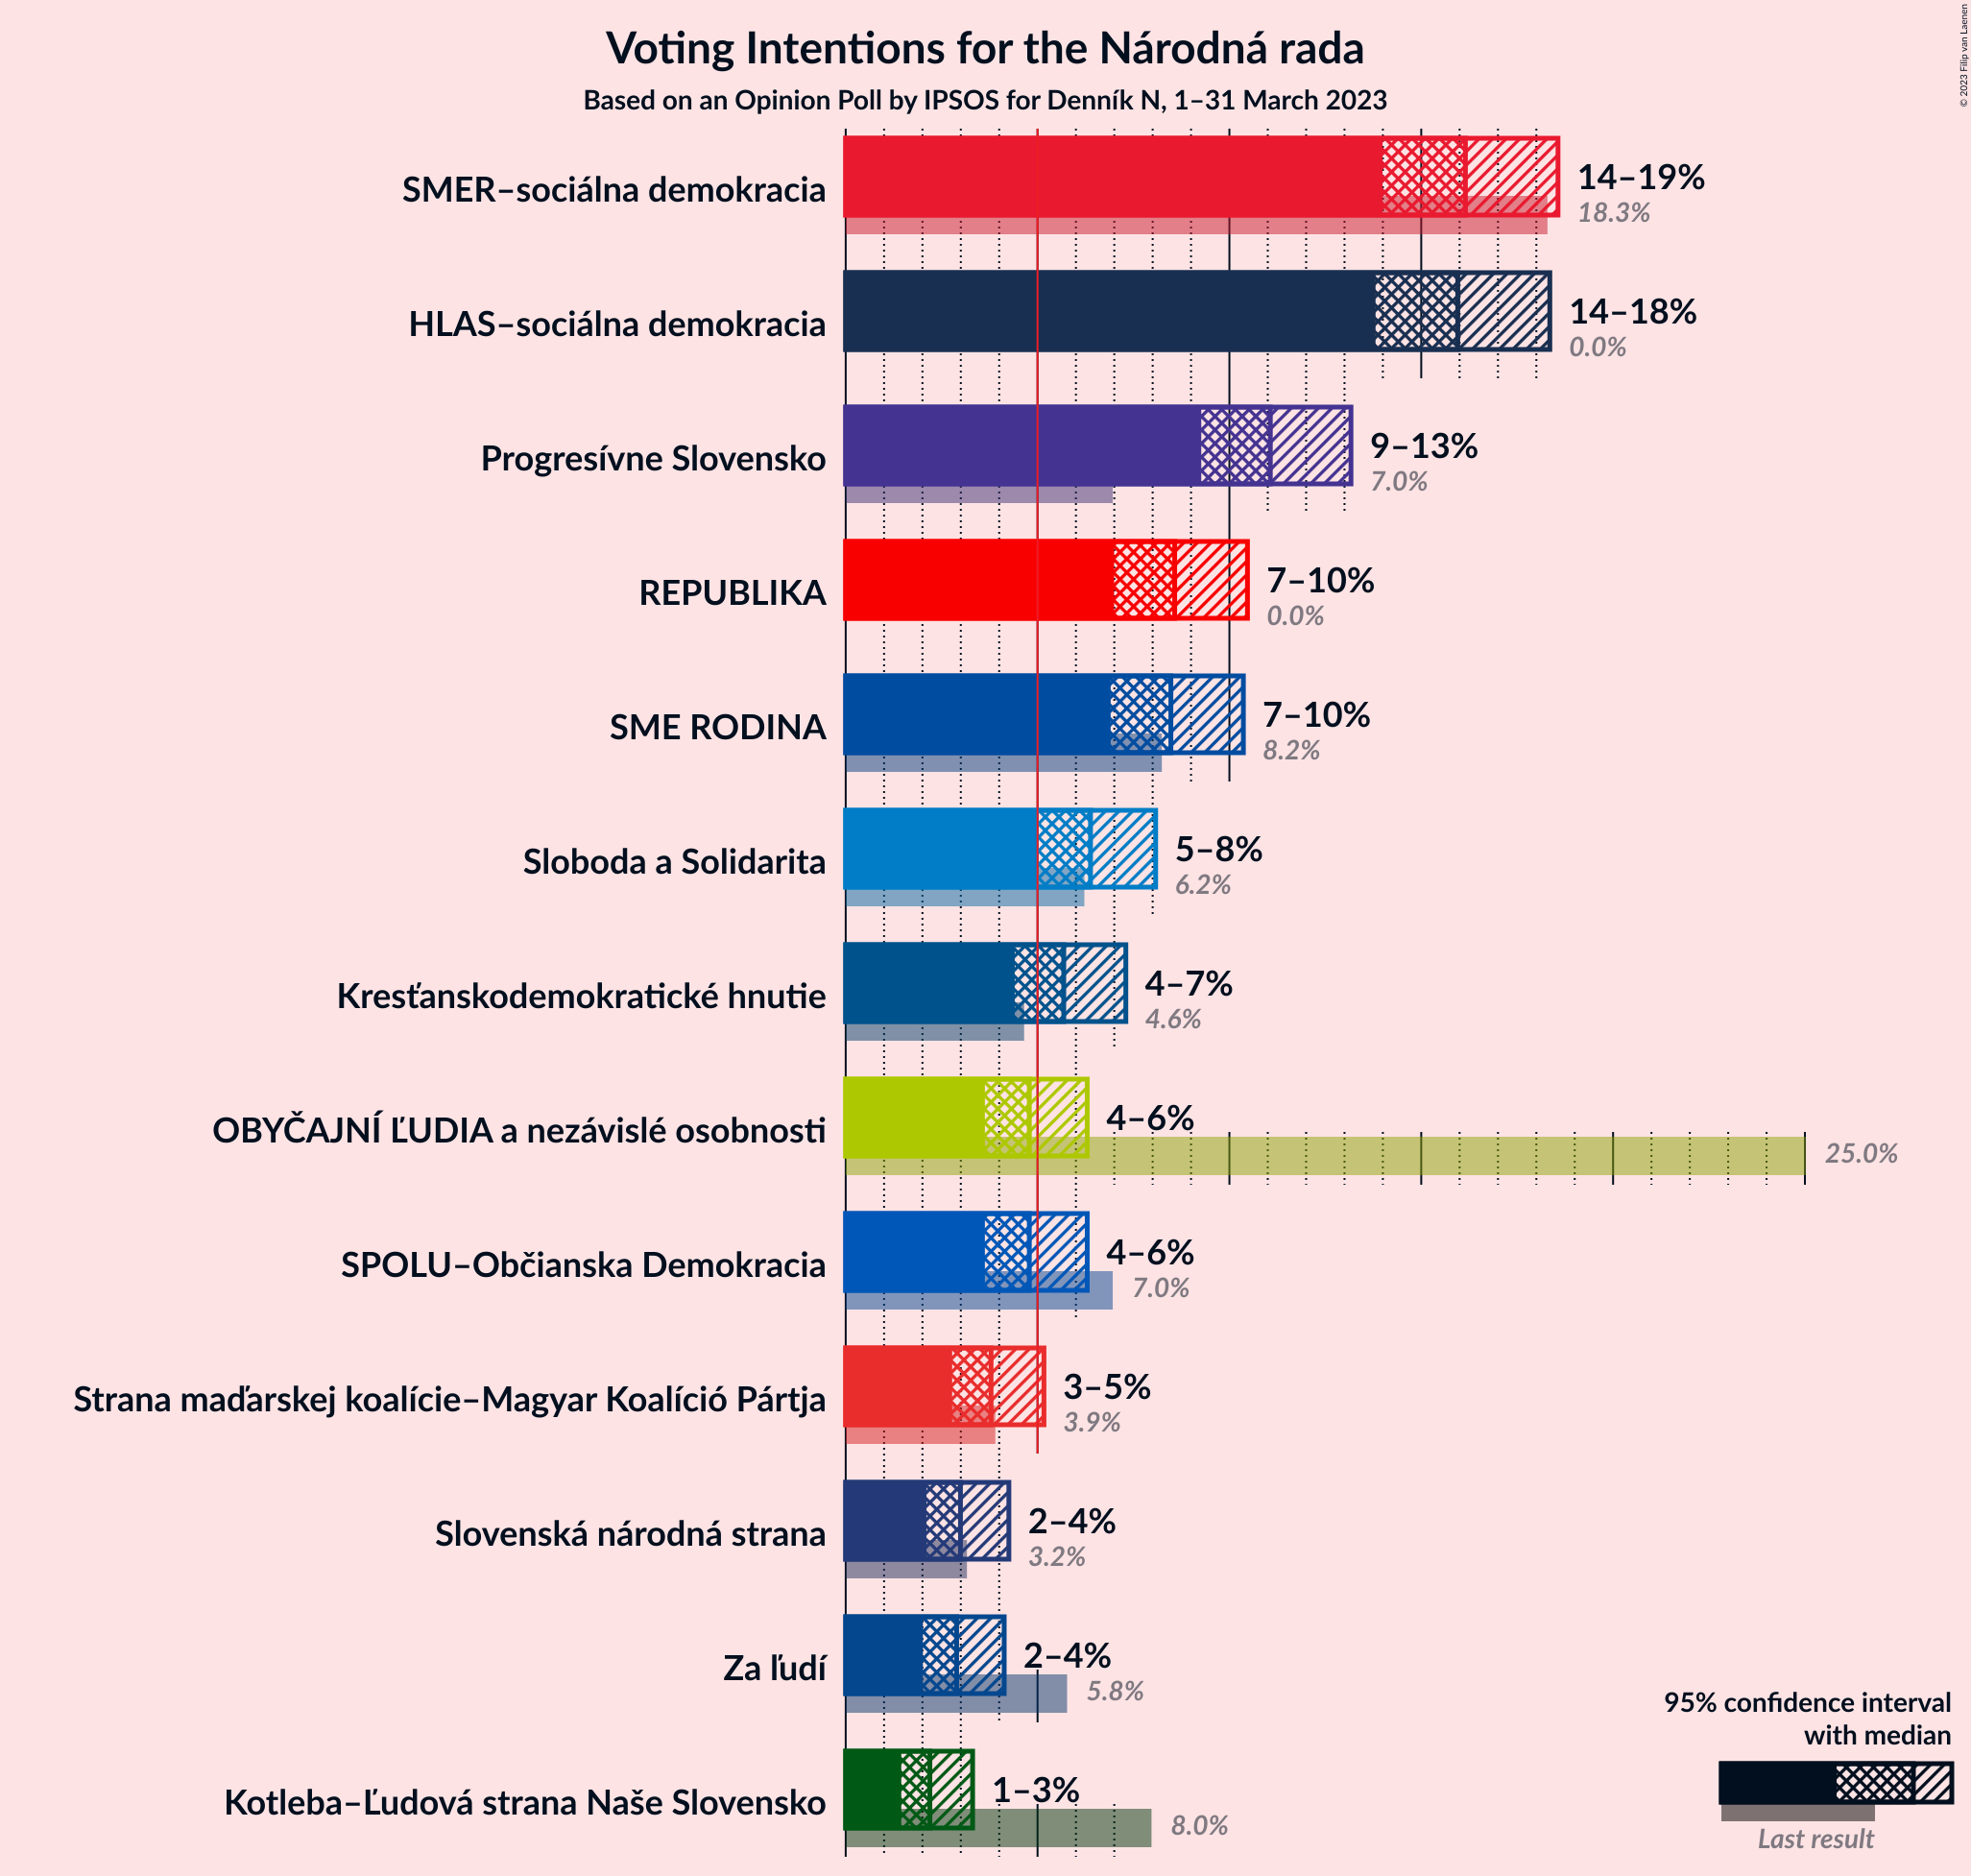 Voting Intentions for the Národná rada
Based on an Opinion Poll by IPSOS for Denník N, 1–31 March 2023
© 2023 Filip van Laenen
SMER–sociálna demokracia
14–19%
18.3%
HLAS–sociálna demokracia
14–18%
0.0%
Progresívne Slovensko
9–13%
7.0%
REPUBLIKA
7–10%
0.0%
SME RODINA
7–10%
8.2%
Sloboda a Solidarita
5–8%
6.2%
Kresťanskodemokratické hnutie
4–7%
4.6%
OBYČAJNÍ ĽUDIA a nezávislé osobnosti
4–6%
25.0%
SPOLU–Občianska Demokracia
4–6%
7.0%
Strana maďarskej koalície–Magyar Koalíció Pártja
3–5%
3.9%
Slovenská národná strana
2–4%
3.2%
Za ľudí
2–4%
5.8%
Kotleba–Ľudová strana Naše Slovensko
1–3%
8.0%
95% confidence interval
with median
Last result